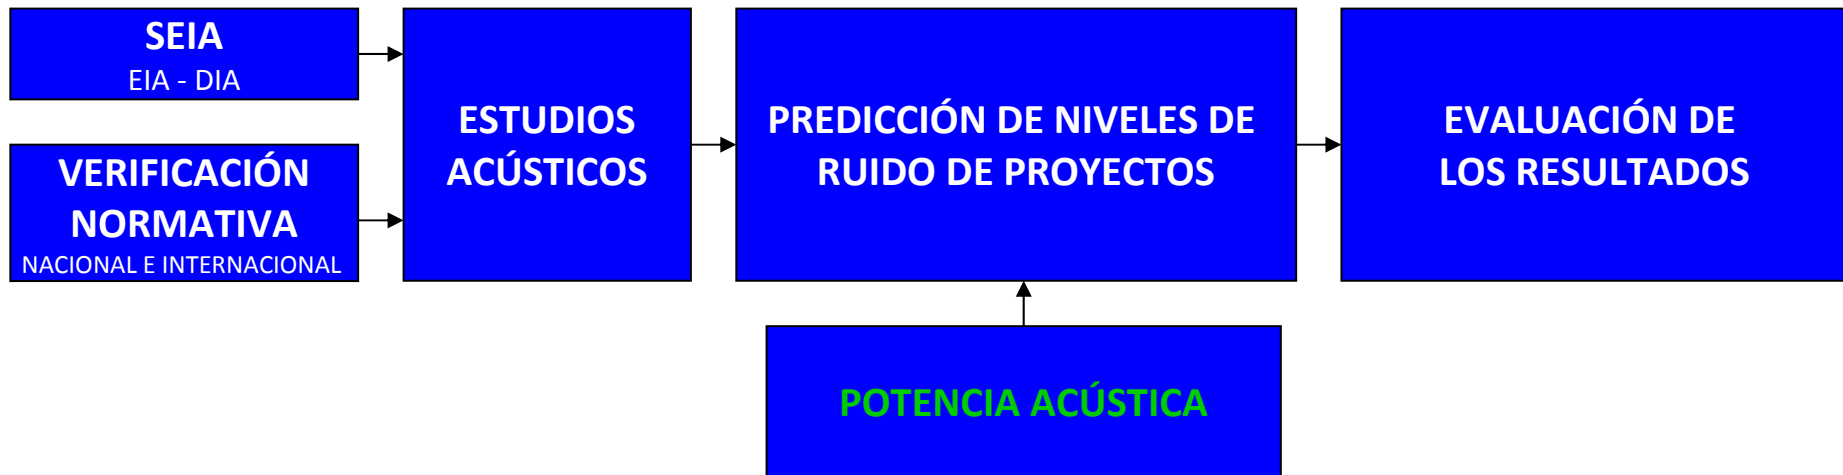 SEIA
EIA - DIA
VERIFICACIÓN
NORMATIVA
NACIONAL E INTERNACIONAL
ESTUDIOS
ACÚSTICOS
PREDICCIÓN DE NIVELES DE
RUIDO DE PROYECTOS
EVALUACIÓN DE
LOS RESULTADOS
POTENCIA ACÚSTICA